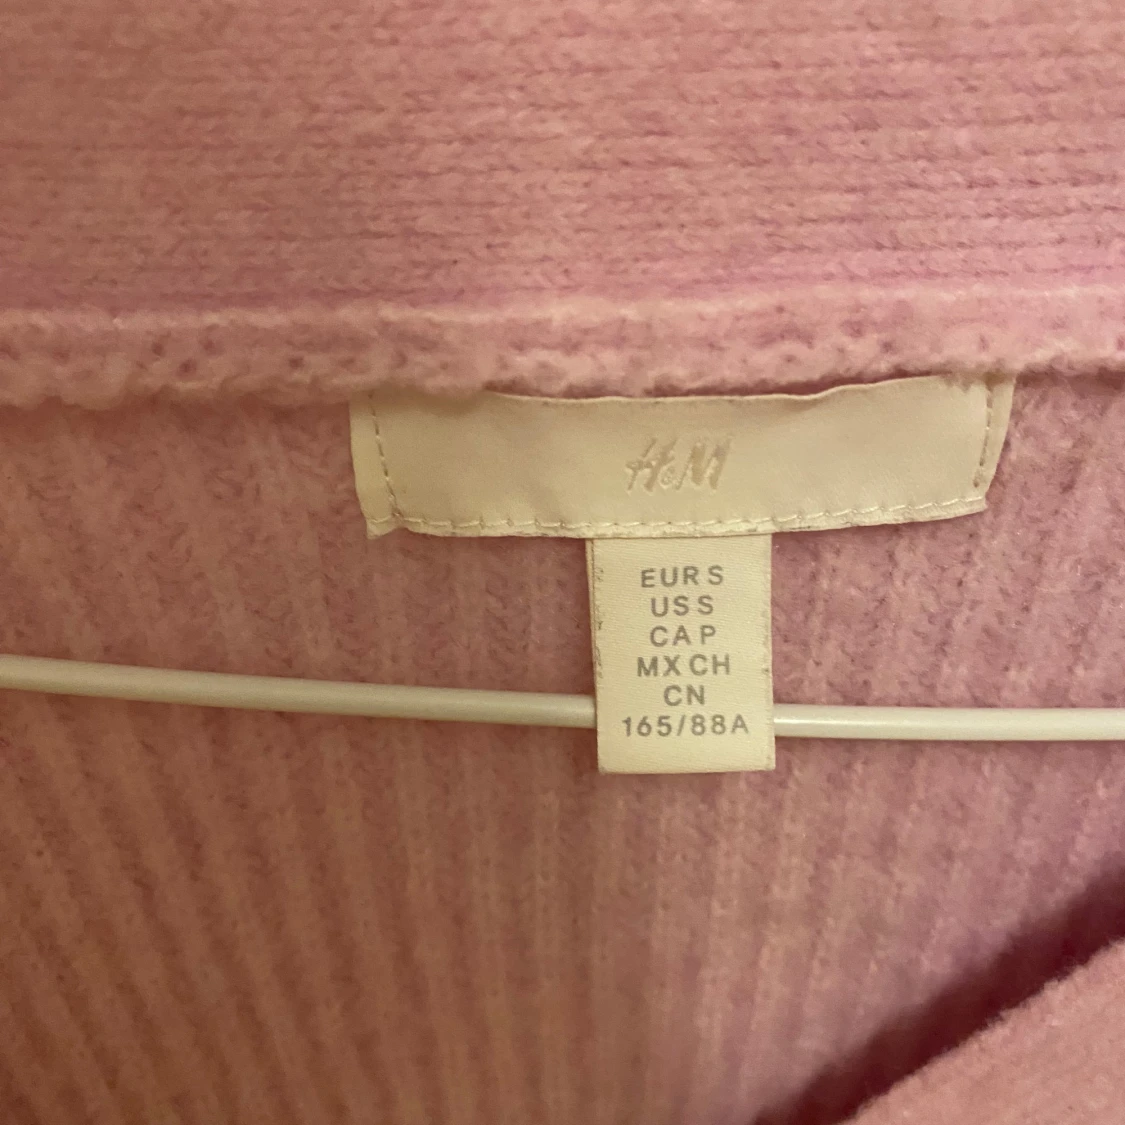 H&M
EUR S
US S
CA P
MX CH
CN
165/88A